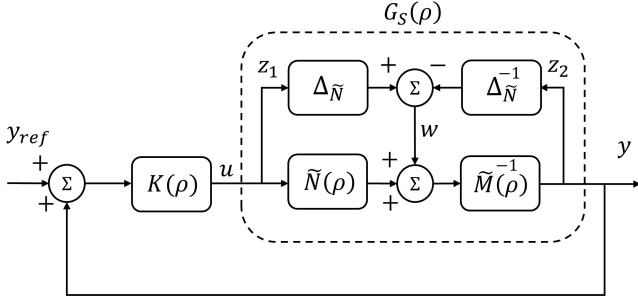 G_S(ρ)
z_1 Δ_Ñ + Σ − Δ_Ñ^{-1} z_2
y_ref w y
+ Σ + K(ρ) u Ñ(ρ) + Σ + M̃^{-1}(ρ)